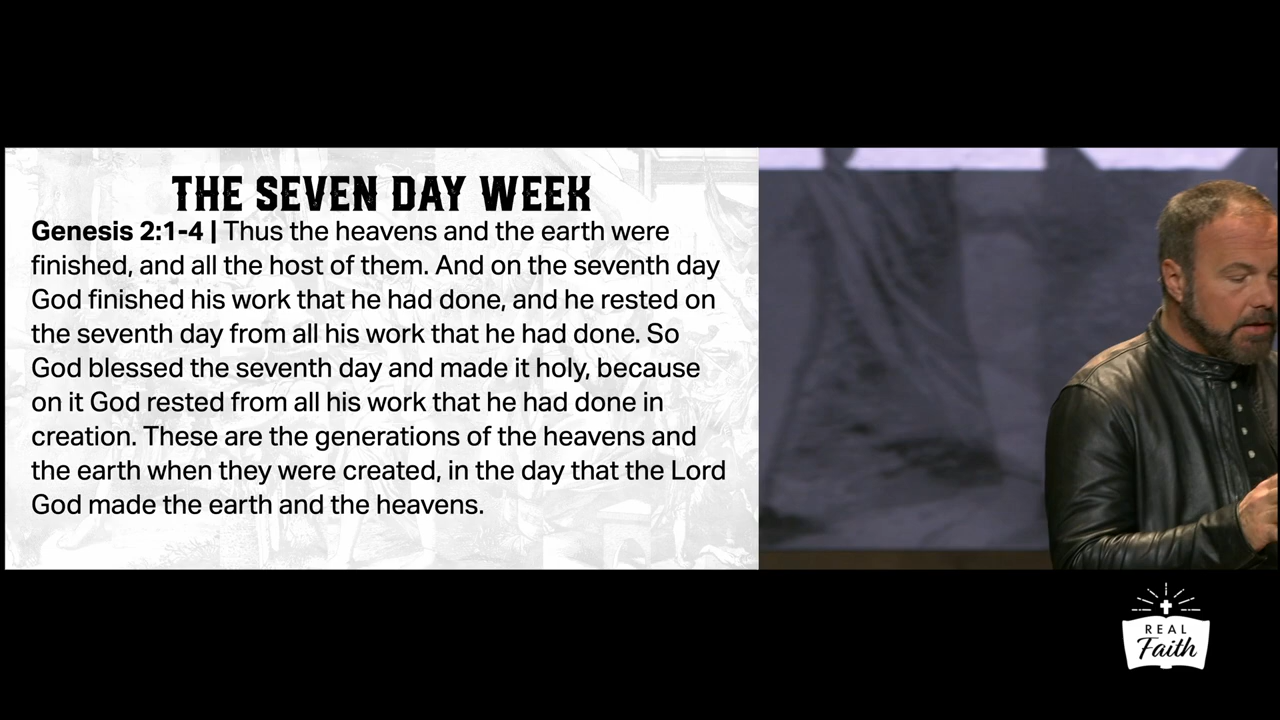 THE SEVEN DAY WEEK
Genesis 2:1-4 | Thus the heavens and the earth were
finished, and all the host of them. And on the seventh day
God finished his work that he had done, and he rested on
the seventh day from all his work that he had done. So
God blessed the seventh day and made it holy, because
on it God rested from all his work that he had done in
creation. These are the generations of the heavens and
the earth when they were created, in the day that the Lord
God made the earth and the heavens.
REAL
Faith